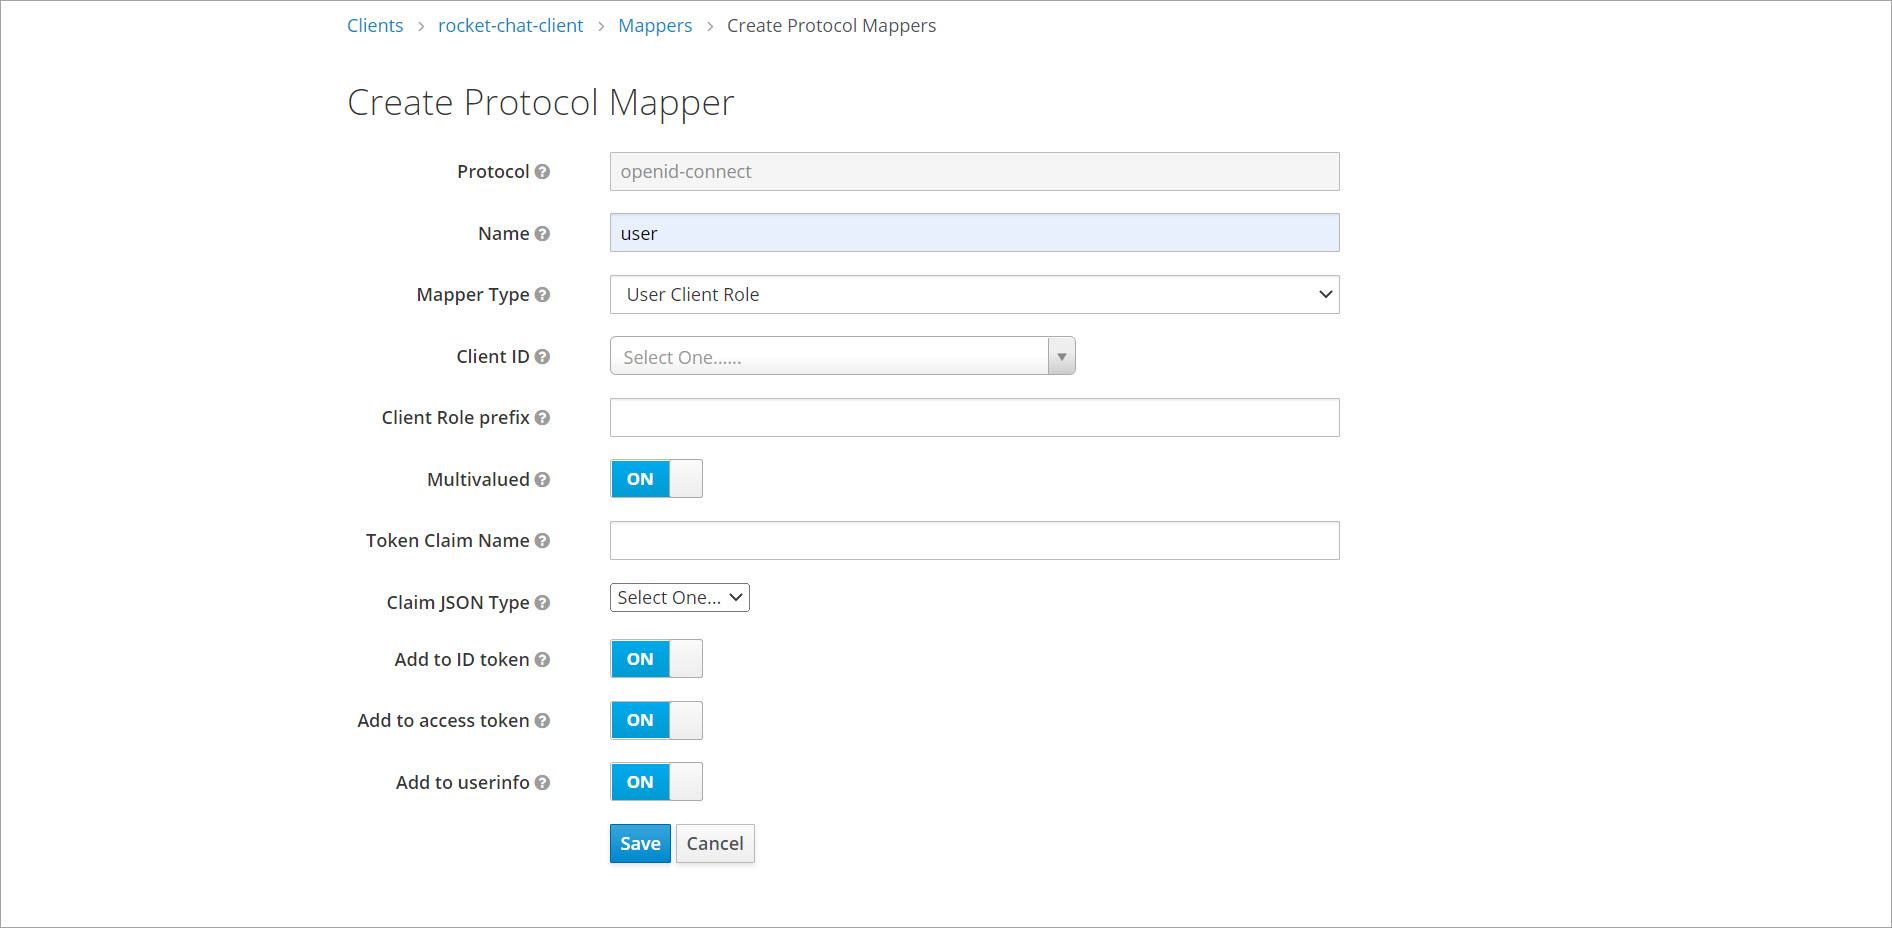 Clients > rocket-chat-client > Mappers > Create Protocol Mappers
Create Protocol Mapper
Protocol ? openid-connect
Name ? user
Mapper Type ? User Client Role
Client ID ? Select One......
Client Role prefix ?
Multivalued ? ON
Token Claim Name ?
Claim JSON Type ? Select One...
Add to ID token ? ON
Add to access token ? ON
Add to userinfo ? ON
Save Cancel